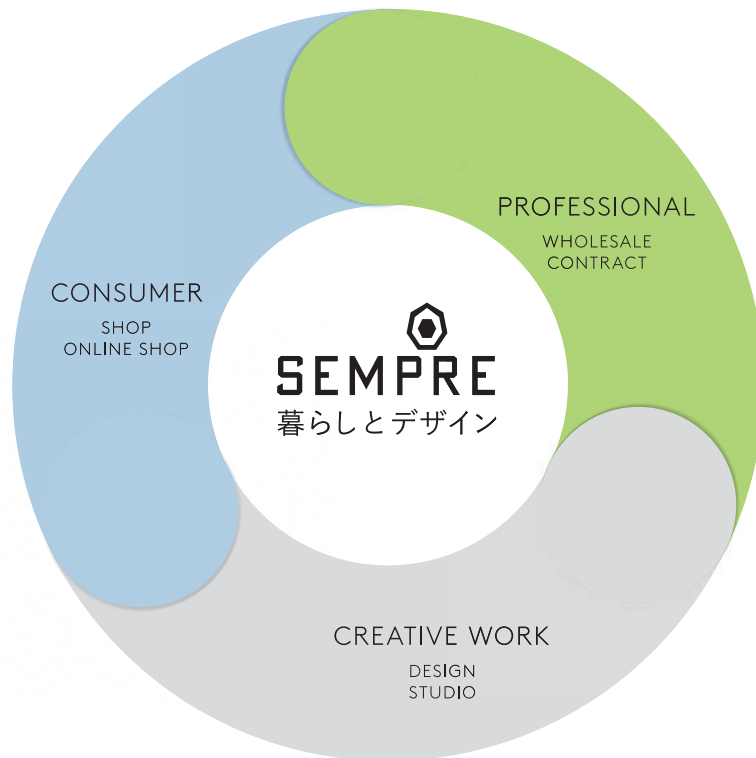 PROFESSIONAL
WHOLESALE
CONTRACT
CONSUMER
SHOP
ONLINE SHOP
SEMPRE
暮らしとデザイン
CREATIVE WORK
DESIGN
STUDIO